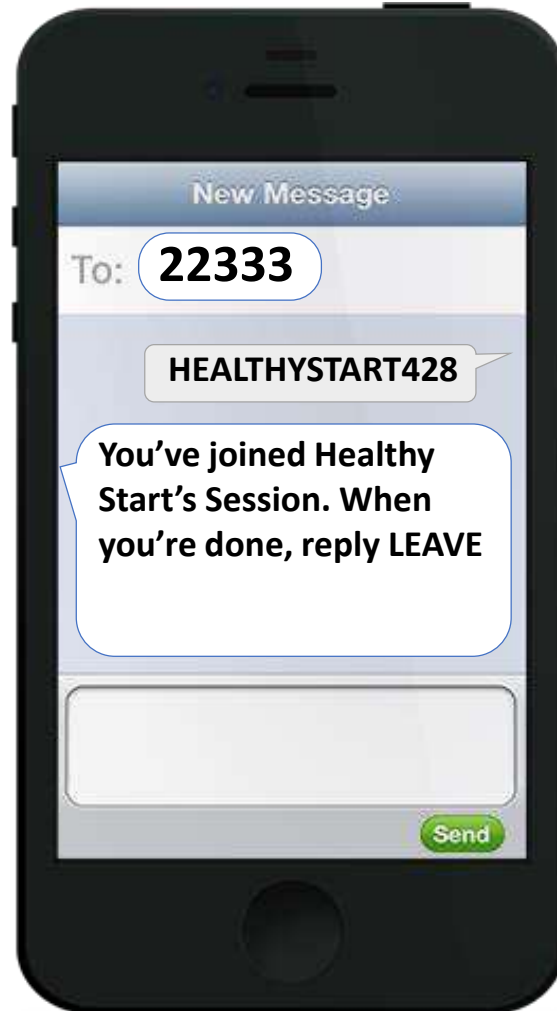 New Message
To: 22333
HEALTHYSTART428
You’ve joined Healthy
Start’s Session. When
you’re done, reply LEAVE
Send